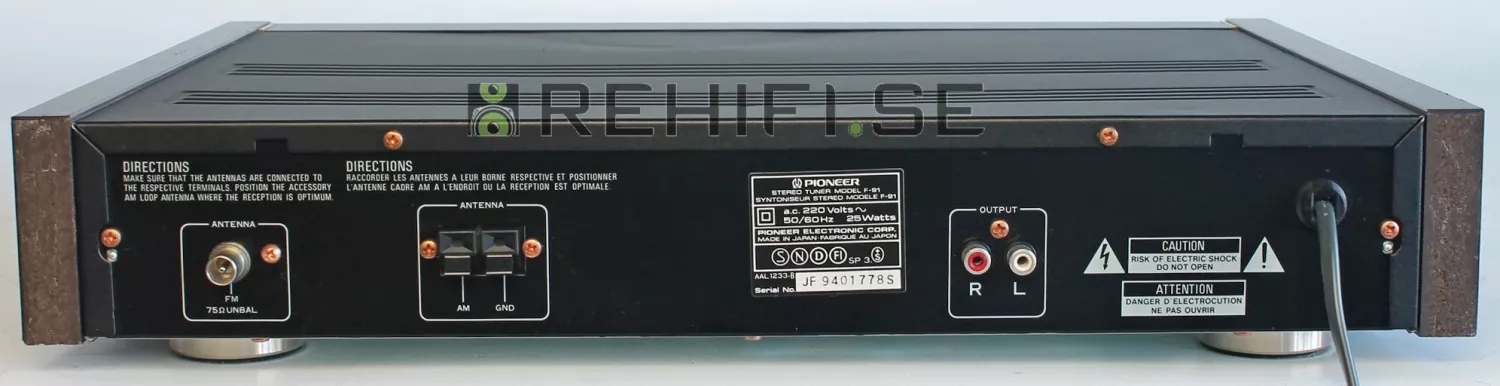 REHIFI.SE
DIRECTIONS
MAKE SURE THAT THE ANTENNAS ARE CONNECTED TO
THE RESPECTIVE TERMINALS. POSITION THE ACCESSORY
AM LOOP ANTENNA WHERE THE RECEPTION IS OPTIMUM.
DIRECTIONS
RACCORDER LES ANTENNES A LEUR BORNE RESPECTIVE ET POSITIONNER
L'ANTENNE CADRE AM A L'ENDROIT OU LA RECEPTION EST OPTIMALE.
ANTENNA
FM
75Ω UNBAL
ANTENNA
AM GND
PIONEER
STEREO TUNER MODEL F-91
SYNTONISEUR STEREO MODELE F-91
a.c. 220 Volts ~
50/60Hz 25Watts
PIONEER ELECTRONIC CORP.
MADE IN JAPAN·FABRIQUE AU JAPON
S N D FI SP 3.
AAL1233-B
Serial No. JF 9401778S
OUTPUT
R L
CAUTION
RISK OF ELECTRIC SHOCK
DO NOT OPEN
ATTENTION
DANGER D'ELECTROCUTION
NE PAS OUVRIR